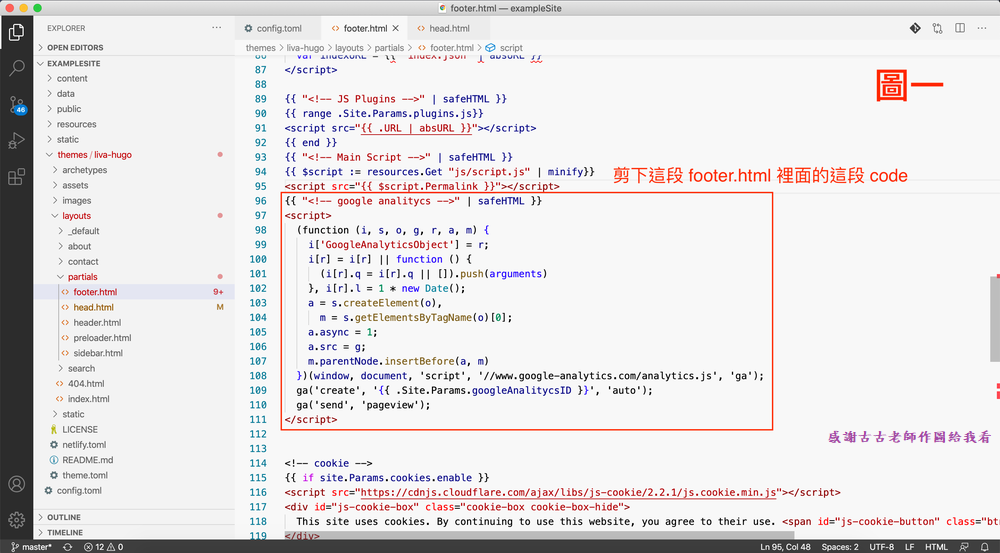 footer.html — exampleSite
EXPLORER
OPEN EDITORS
EXAMPLESITE
content
data
public
resources
static
themes / liva-hugo
archetypes
assets
images
layouts
_default
about
contact
partials
footer.html 9+
head.html M
header.html
preloader.html
sidebar.html
search
404.html
index.html
static
LICENSE
netlify.toml
README.md
theme.toml
config.toml
OUTLINE
TIMELINE
46
config.toml
footer.html
head.html
themes › liva-hugo › layouts › partials › footer.html › script
86 var indexURL = {{ "index.json" | absURL }}
87 </script>
88
89 {{ "<!-- JS Plugins -->" | safeHTML }}
90 {{ range .Site.Params.plugins.js}}
91 <script src="{{ .URL | absURL }}"></script>
92 {{ end }}
93 {{ "<!-- Main Script -->" | safeHTML }}
94 {{ $script := resources.Get "js/script.js" | minify}}
95 <script src="{{ $script.Permalink }}"></script>
96 {{ "<!-- google analitycs -->" | safeHTML }}
97 <script>
98 (function (i, s, o, g, r, a, m) {
99 i['GoogleAnalyticsObject'] = r;
100 i[r] = i[r] || function () {
101 (i[r].q = i[r].q || []).push(arguments)
102 }, i[r].l = 1 * new Date();
103 a = s.createElement(o),
104 m = s.getElementsByTagName(o)[0];
105 a.async = 1;
106 a.src = g;
107 m.parentNode.insertBefore(a, m)
108 })(window, document, 'script', '//www.google-analytics.com/analytics.js', 'ga');
109 ga('create', '{{ .Site.Params.googleAnalitycsID }}', 'auto');
110 ga('send', 'pageview');
111 </script>
112
113
114 <!-- cookie -->
115 {{ if site.Params.cookies.enable }}
116 <script src="https://cdnjs.cloudflare.com/ajax/libs/js-cookie/2.2.1/js.cookie.min.js"></script>
117 <div id="js-cookie-box" class="cookie-box cookie-box-hide">
118 This site uses cookies. By continuing to use this website, you agree to their use. <span id="js-cookie-button" class="btn
119 </div>
圖一
剪下這段 footer.html 裡面的這段 code
感謝古古老師作圖給我看
master* 12 0 Ln 95, Col 48 Spaces: 2 UTF-8 LF HTML